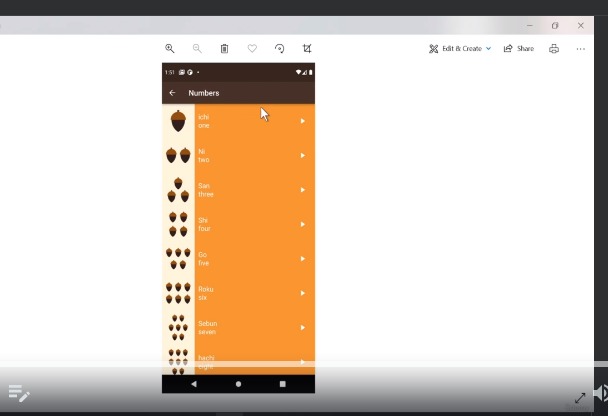 Edit & Create
Share
1:51
Numbers
ichi
one
Ni
two
San
three
Shi
four
Go
five
Roku
six
Sebun
seven
hachi
eight